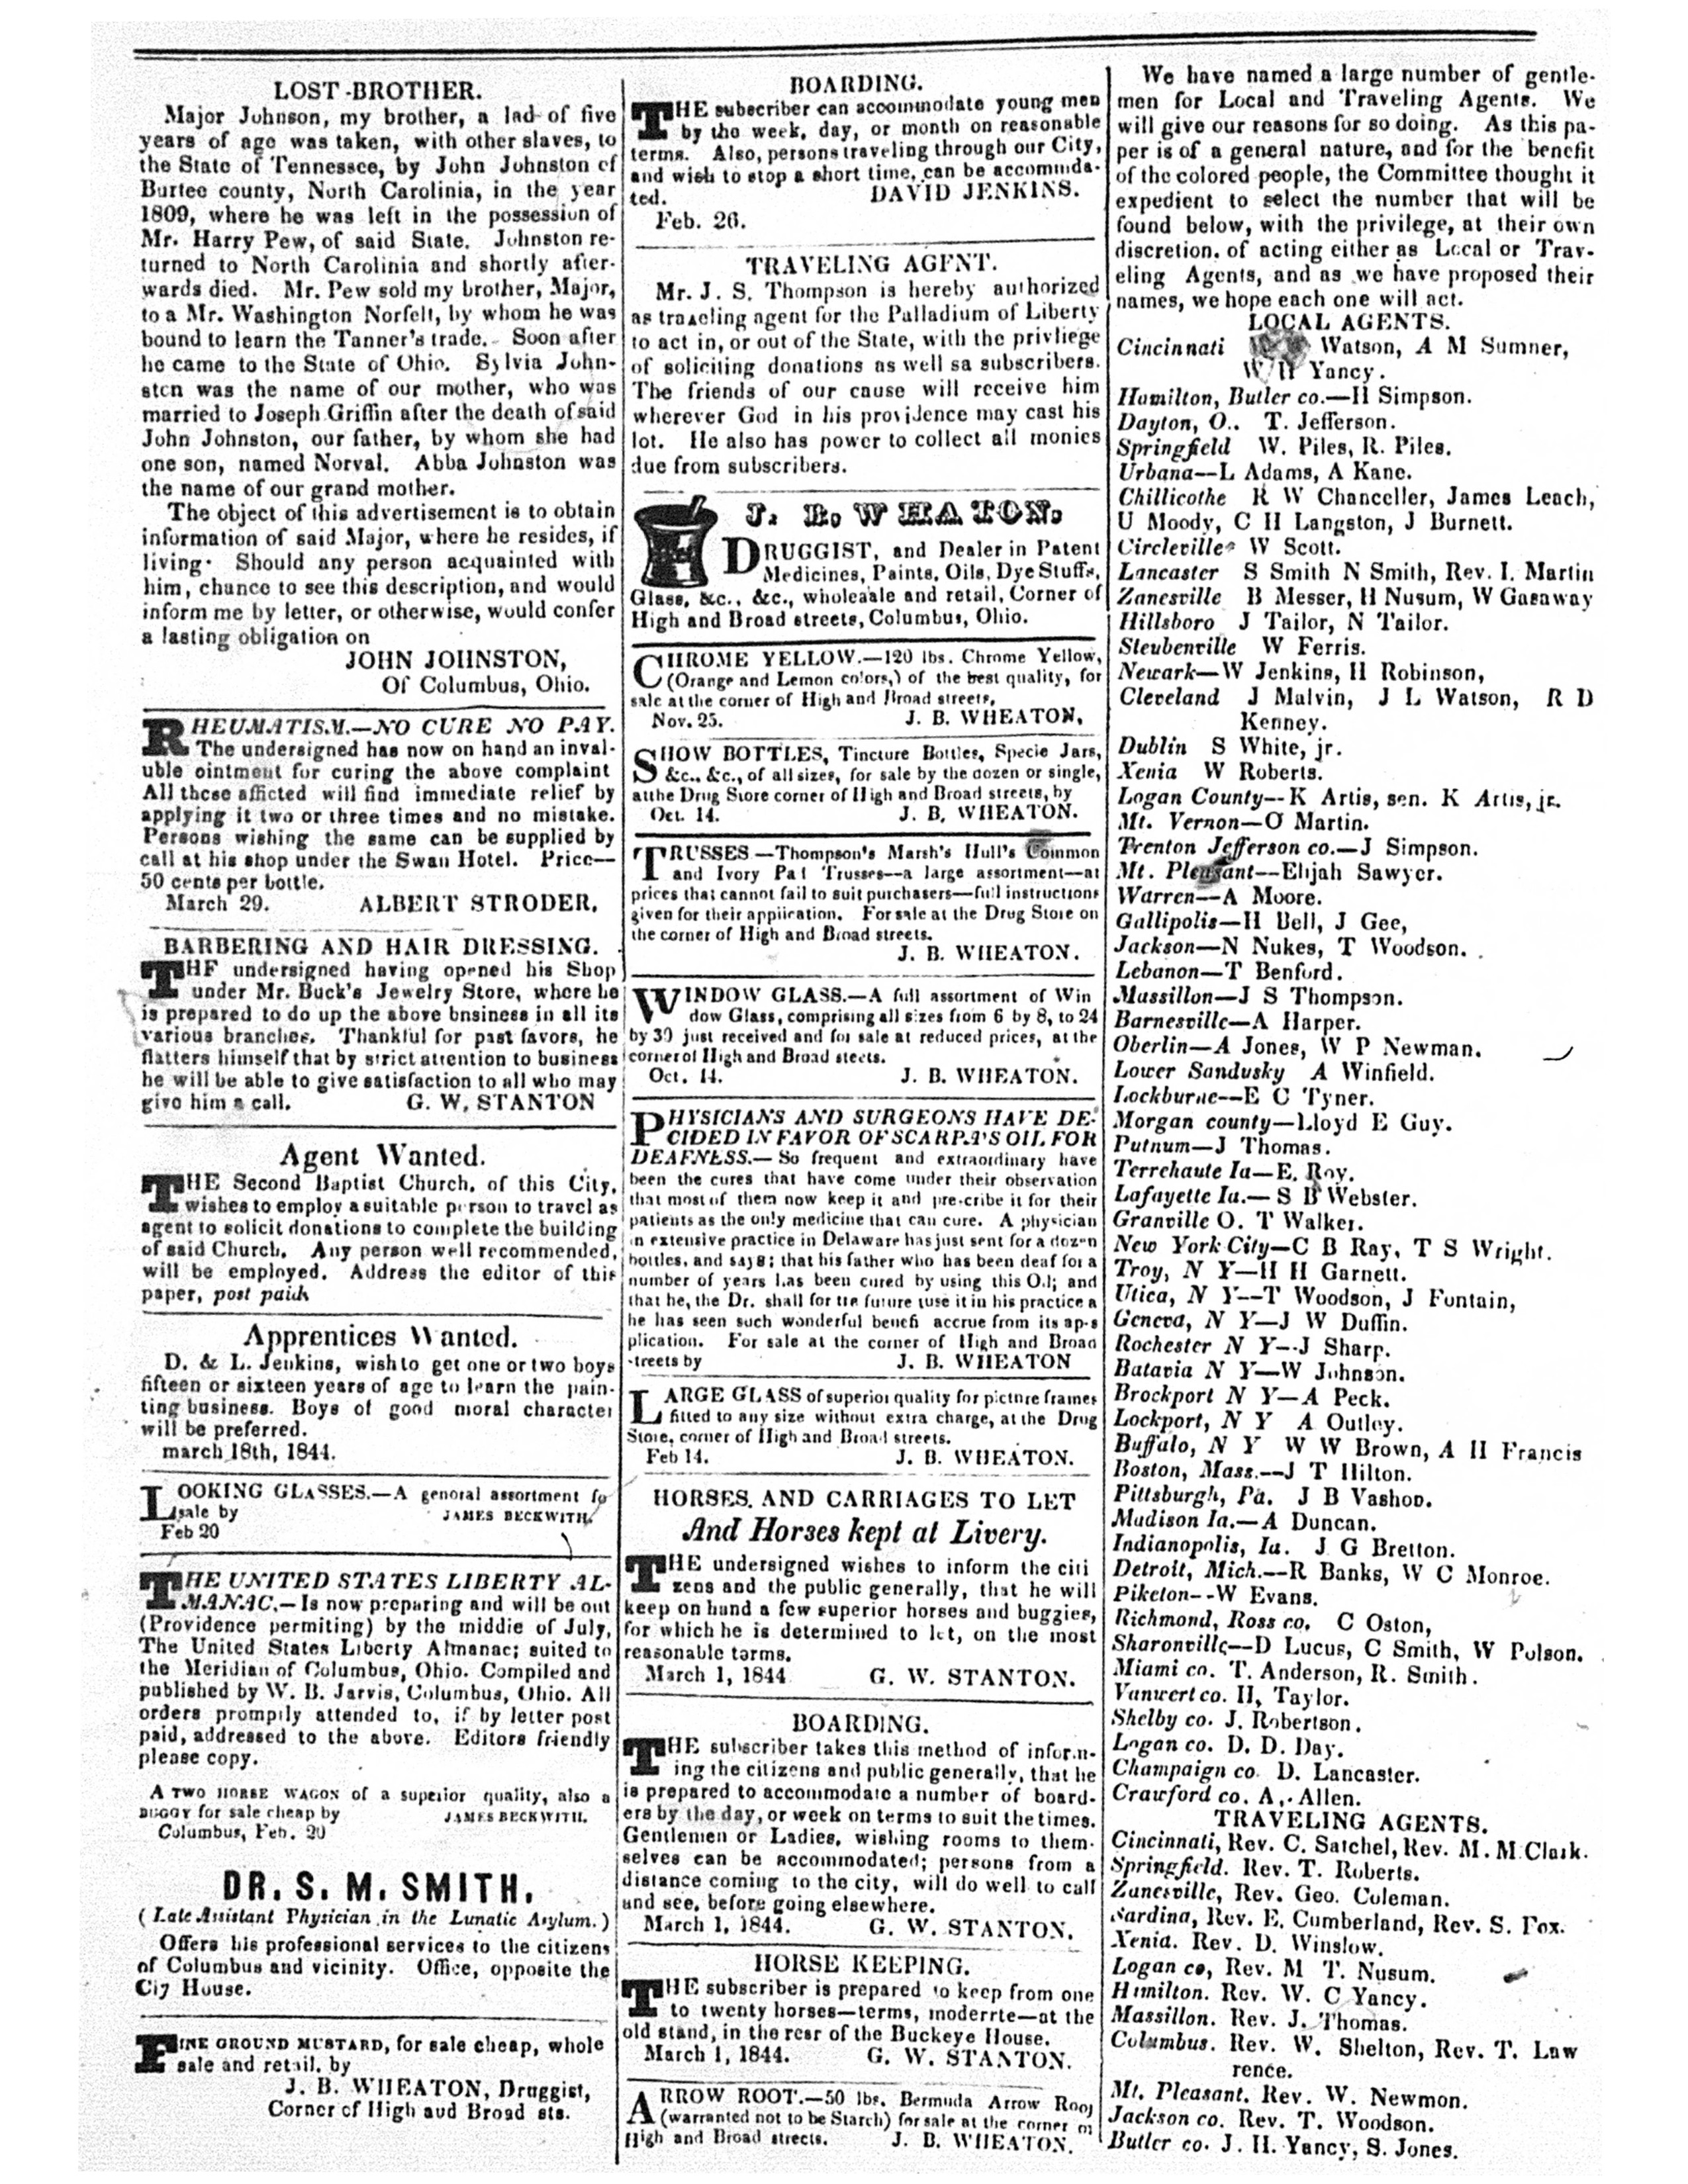 LOST-BROTHER.
Major Johnson, my brother, a lad of five
years of age was taken, with other slaves, to
the State of Tennessee, by John Johnston of
Burtee county, North Carolinia, in the year
1809, where he was left in the possession of
Mr. Harry Pew, of said State. Johnston re-
turned to North Carolinia and shortly after-
wards died. Mr. Pew sold my brother, Major,
to a Mr. Washington Norfelt, by whom he was
bound to learn the Tanner's trade. Soon after
he came to the State of Ohio. Sylvia John-
ston was the name of our mother, who was
married to Joseph Griffin after the death of said
John Johnston, our father, by whom she had
one son, named Norval. Abba Johnston was
the name of our grand mother.
The object of this advertisement is to obtain
information of said Major, where he resides, if
living. Should any person acquainted with
him, chance to see this description, and would
inform me by letter, or otherwise, would confer
a lasting obligation on
JOHN JOHNSTON,
Of Columbus, Ohio.
RHEUMATISM.—NO CURE NO PAY.
The undersigned has now on hand an inval-
uble ointment for curing the above complaint
All those afficted will find immediate relief by
applying it two or three times and no mistake.
Persons wishing the same can be supplied by
call at his shop under the Swan Hotel. Price—
50 cents per bottle.
March 29. ALBERT STRODER.
BARBERING AND HAIR DRESSING.
THE undersigned having opened his Shop
under Mr. Buck's Jewelry Store, where he
is prepared to do up the above bnsiness in all its
various branches. Thankful for past favors, he
flatters himself that by strict attention to business
he will be able to give satisfaction to all who may
give him a call. G. W. STANTON
Agent Wanted.
THE Second Baptist Church, of this City,
wishes to employ a suitable person to travel as
agent to solicit donations to complete the building
of said Church. Any person well recommended,
will be employed. Address the editor of this
paper, post paid
Apprentices Wanted.
D. & L. Jenkins, wish to get one or two boys
fifteen or sixteen years of age to learn the pain-
ting business. Boys of good moral character
will be preferred.
march 18th, 1844.
LOOKING GLASSES.—A general assortment fo
sale by JAMES BECKWITH.
Feb 20
THE UNITED STATES LIBERTY AL-
MANAC.—Is now preparing and will be out
(Providence permiting) by the middie of July,
The United States Liberty Almanac; suited to
the Meridian of Columbus, Ohio. Compiled and
published by W. B. Jarvis, Columbus, Ohio. All
orders promptly attended to, if by letter post
paid, addressed to the above. Editors friendly
please copy.
A TWO HORSE WAGON of a superior quality, also a
BUGGY for sale cheap by JAMES BECKWITH.
Columbus, Feb. 20
DR. S. M. SMITH,
(Late Assistant Physician in the Lunatic Asylum.)
Offers his professional services to the citizens
of Columbus and vicinity. Office, opposite the
City House.
FINE GROUND MUSTARD, for sale cheap, whole
sale and retail, by
J. B. WHEATON, Druggist,
Corner of High aud Broad sts.
BOARDING.
THE subscriber can accommodate young men
by the week, day, or month on reasonable
terms. Also, persons traveling through our City,
and wish to stop a short time, can be accommda-
ted. DAVID JENKINS.
Feb. 26.
TRAVELING AGENT.
Mr. J. S. Thompson is hereby authorized
as traveling agent for the Palladium of Liberty
to act in, or out of the State, with the privliege
of soliciting donations as well sa subscribers.
The friends of our cause will receive him
wherever God in his providence may cast his
lot. He also has power to collect all monies
due from subscribers.
J. B. WHEATON.
DRUGGIST, and Dealer in Patent
Medicines, Paints, Oils, Dye Stuffs,
Glass, &c., &c., wholeale and retail, Corner of
High and Broad streets, Columbus, Ohio.
CHROME YELLOW.—120 lbs. Chrome Yellow,
(Orange and Lemon colors,) of the best quality, for
sale at the corner of High and Broad streets,
Nov. 25. J. B. WHEATON.
SHOW BOTTLES, Tincture Bottles, Specie Jars,
&c., &c., of all sizes, for sale by the dozen or single,
atthe Drug Store corner of High and Broad streets, by
Oct. 14. J. B. WHEATON.
TRUSSES—Thompson's Marsh's Hull's Common
and Ivory Pat Trusses—a large assortment—at
prices that cannot fail to suit putchasers—full instructions
given for their appiication. For sale at the Drug Store on
the corner of High and Broad streets.
J. B. WHEATON.
WINDOW GLASS.—A full assortment of Win
dow Glass, comprising all sizes from 6 by 8, to 24
by 30 just received and for sale at reduced prices, at the
corner of High and Broad steets.
Oct. 14. J. B. WHEATON.
PHYSICIANS AND SURGEONS HAVE DE-
CIDED IN FAVOR OF SCARPA'S OIL FOR
DEAFNESS.—So frequent and extraordinary have
been the cures that have come under their observation
that most of them now keep it and pre-cribe it for their
patients as the only medicine that can cure. A physician
in extensive practice in Delaware has just sent for a dozen
bottles, and says; that his father who has been deaf for a
number of years has been cured by using this Oil; and
that he, the Dr. shall for tre future use it in his practice a
he has seen such wonderful benefi accrue from its ap-s
plication. For sale at the corner of High and Broad
streets by J. B. WHEATON
LARGE GLASS of superior quality for picture frames
fitted to any size without extra charge, at the Drug
Store, corner of High and Broad streets.
Feb 14. J. B. WHEATON.
HORSES, AND CARRIAGES TO LET
And Horses kept at Livery.
THE undersigned wishes to inform the citi
zens and the public generally, that he will
keep on hand a few superior horses and buggies,
for which he is determined to let, on the most
reasonable terms.
March 1, 1844 G. W. STANTON.
BOARDING.
THE subscriber takes this method of inform-
ing the citizens and public generally, that he
is prepared to accommodate a number of board-
ers by the day, or week on terms to suit the times.
Gentlemen or Ladies, wishing rooms to them-
selves can be accommodated; persons from a
distance coming to the city, will do well to call
and see, before going elsewhere.
March 1, 1844. G. W. STANTON.
HORSE KEEPING.
THE subscriber is prepared to keep from one
to twenty horses—terms, moderrte—at the
old stand, in the rear of the Buckeye House.
March 1, 1844. G. W. STANTON.
ARROW ROOT.—50 lbs. Bermuda Arrow Root
(warranted not to be Starch) for sale at the corner of
High and Broad streets. J. B. WHEATON.
We have named a large number of gentle-
men for Local and Traveling Agents. We
will give our reasons for so doing. As this pa-
per is of a general nature, and for the benefit
of the colored people, the Committee thought it
expedient to select the number that will be
found below, with the privilege, at their own
discretion, of acting either as Local or Trav-
eling Agents, and as we have proposed their
names, we hope each one will act.
LOCAL AGENTS.
Cincinnati Watson, A M Sumner,
W H Yancy.
Hamilton, Butler co.—H Simpson.
Dayton, O.. T. Jefferson.
Springfield W. Piles, R. Piles.
Urbana—L Adams, A Kane.
Chillicothe R W Chanceller, James Leach,
U Moody, C H Langston, J Burnett.
Circleville W Scott.
Lancaster S Smith N Smith, Rev. I. Martin
Zanesville B Messer, H Nusum, W Gasaway
Hillsboro J Tailor, N Tailor.
Steubenville W Ferris.
Newark—W Jenkins, H Robinson,
Cleveland J Malvin, J L Watson, R D
Kenney.
Dublin S White, jr.
Xenia W Roberts.
Logan County—K Artis, sen. K Artis, jr.
Mt. Vernon—O Martin.
Trenton Jefferson co.—J Simpson.
Mt. Pleasant—Elijah Sawyer.
Warren—A Moore.
Gallipolis—H Bell, J Gee,
Jackson—N Nukes, T Woodson.
Lebanon—T Benford.
Massillon—J S Thompson.
Barnesville—A Harper.
Oberlin—A Jones, W P Newman.
Lower Sandusky A Winfield.
Lockburne—E C Tyner.
Morgan county—Lloyd E Guy.
Putnum—J Thomas.
Terrehaute Ia—E. Roy.
Lafayette Ia.—S B Webster.
Granville O. T Walker.
New York City—C B Ray, T S Wright.
Troy, N Y—H H Garnett.
Utica, N Y—T Woodson, J Funtain,
Geneva, N Y—J W Duffin.
Rochester N Y—J Sharp.
Batavia N Y—W Johnson.
Brockport N Y—A Peck.
Lockport, N Y A Outley.
Buffalo, N Y W W Brown, A H Francis
Boston, Mass.—J T Hilton.
Pittsburgh, Pa. J B Vashon.
Madison Ia.—A Duncan.
Indianopolis, Ia. J G Bretton.
Detroit, Mich.—R Banks, W C Monroe.
Piketon--W Evans.
Richmond, Ross co. C Oston,
Sharonville—D Lucus, C Smith, W Polson.
Miami co. T. Anderson, R. Smith.
Vanwert co. H, Taylor.
Shelby co. J. Robertson.
Logan co. D. D. Day.
Champaign co. D. Lancaster.
Crawford co. A. Allen.
TRAVELING AGENTS.
Cincinnati, Rev. C. Satchel, Rev. M. M. Clark.
Springfield. Rev. T. Roberts.
Zanesville, Rev. Geo. Coleman.
Sardina, Rev. E. Cumberland, Rev. S. Fox.
Xenia. Rev. D. Winslow.
Logan co, Rev. M T. Nusum.
Hamilton. Rev. W. C Yancy.
Massillon. Rev. J. Thomas.
Columbus. Rev. W. Shelton, Rev. T. Law
rence.
Mt. Pleasant. Rev. W. Newmon.
Jackson co. Rev. T. Woodson.
Butler co. J. H. Yancy, S. Jones.